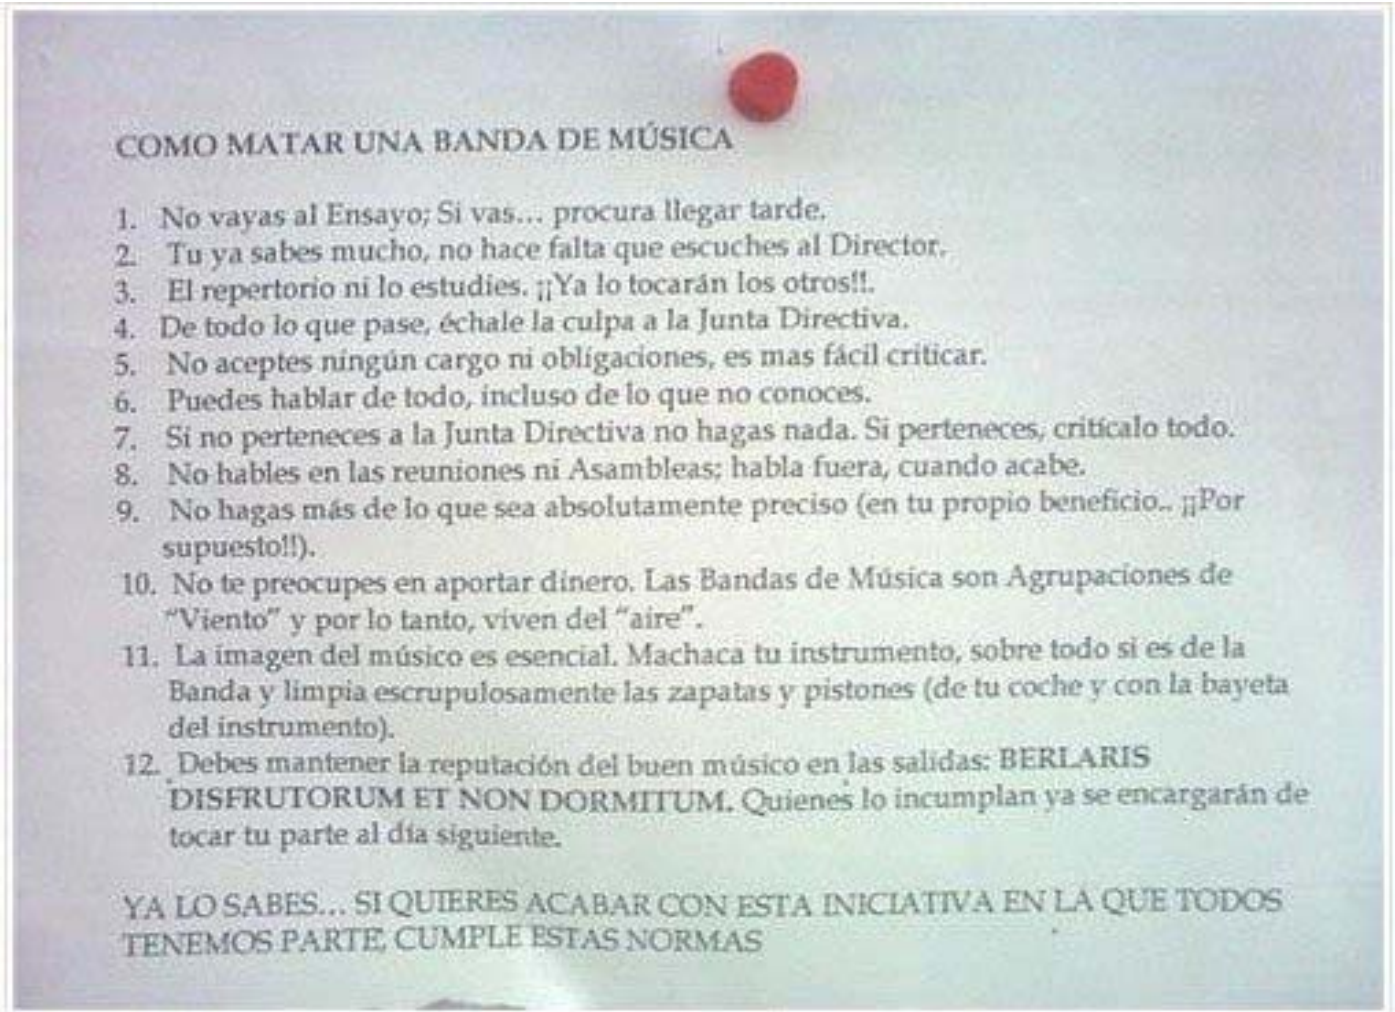 COMO MATAR UNA BANDA DE MÚSICA
1. No vayas al Ensayo; Si vas... procura llegar tarde.
2. Tu ya sabes mucho, no hace falta que escuches al Director.
3. El repertorio ni lo estudies. ¡¡Ya lo tocarán los otros!!.
4. De todo lo que pase, échale la culpa a la Junta Directiva.
5. No aceptes ningún cargo ni obligaciones, es mas fácil criticar.
6. Puedes hablar de todo, incluso de lo que no conoces.
7. Si no perteneces a la Junta Directiva no hagas nada. Si perteneces, critícalo todo.
8. No hables en las reuniones ni Asambleas; habla fuera, cuando acabe.
9. No hagas más de lo que sea absolutamente preciso (en tu propio beneficio.. ¡¡Por
supuesto!!).
10. No te preocupes en aportar dinero. Las Bandas de Música son Agrupaciones de
“Viento” y por lo tanto, viven del “aire”.
11. La imagen del músico es esencial. Machaca tu instrumento, sobre todo si es de la
Banda y limpia escrupulosamente las zapatas y pistones (de tu coche y con la bayeta
del instrumento).
12. Debes mantener la reputación del buen músico en las salidas: BERLARIS
DISFRUTORUM ET NON DORMITUM. Quienes lo incumplan ya se encargarán de
tocar tu parte al día siguiente.
YA LO SABES... SI QUIERES ACABAR CON ESTA INICIATIVA EN LA QUE TODOS
TENEMOS PARTE, CUMPLE ESTAS NORMAS